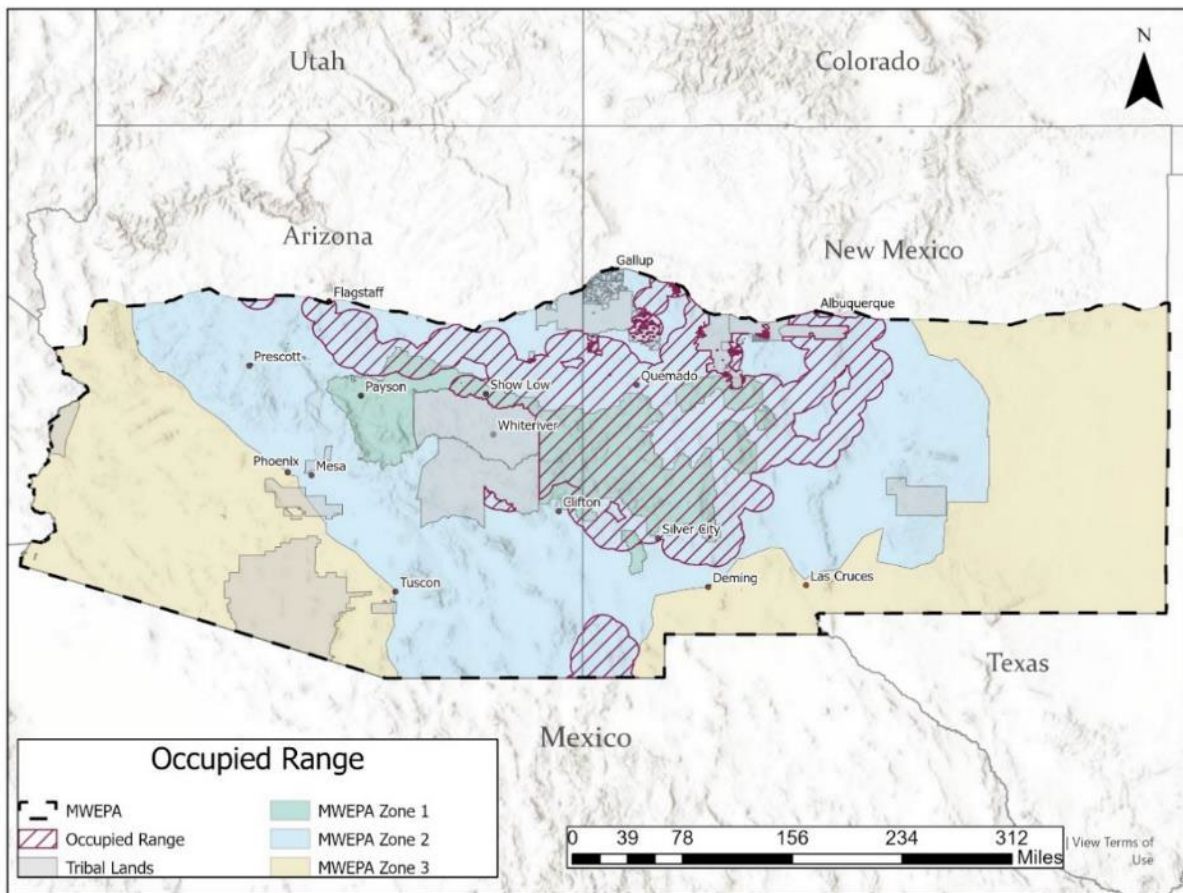 Utah
Colorado
N
Arizona
New Mexico
Gallup
Flagstaff
Albuquerque
Prescott
Payson
Show Low
Quemado
Whiteriver
Phoenix
Mesa
Clifton
Silver City
Tuscon
Deming
Las Cruces
Texas
Mexico
Occupied Range
MWEPA
MWEPA Zone 1
Occupied Range
MWEPA Zone 2
Tribal Lands
MWEPA Zone 3
0 39 78 156 234 312
Miles
View Terms of
Use